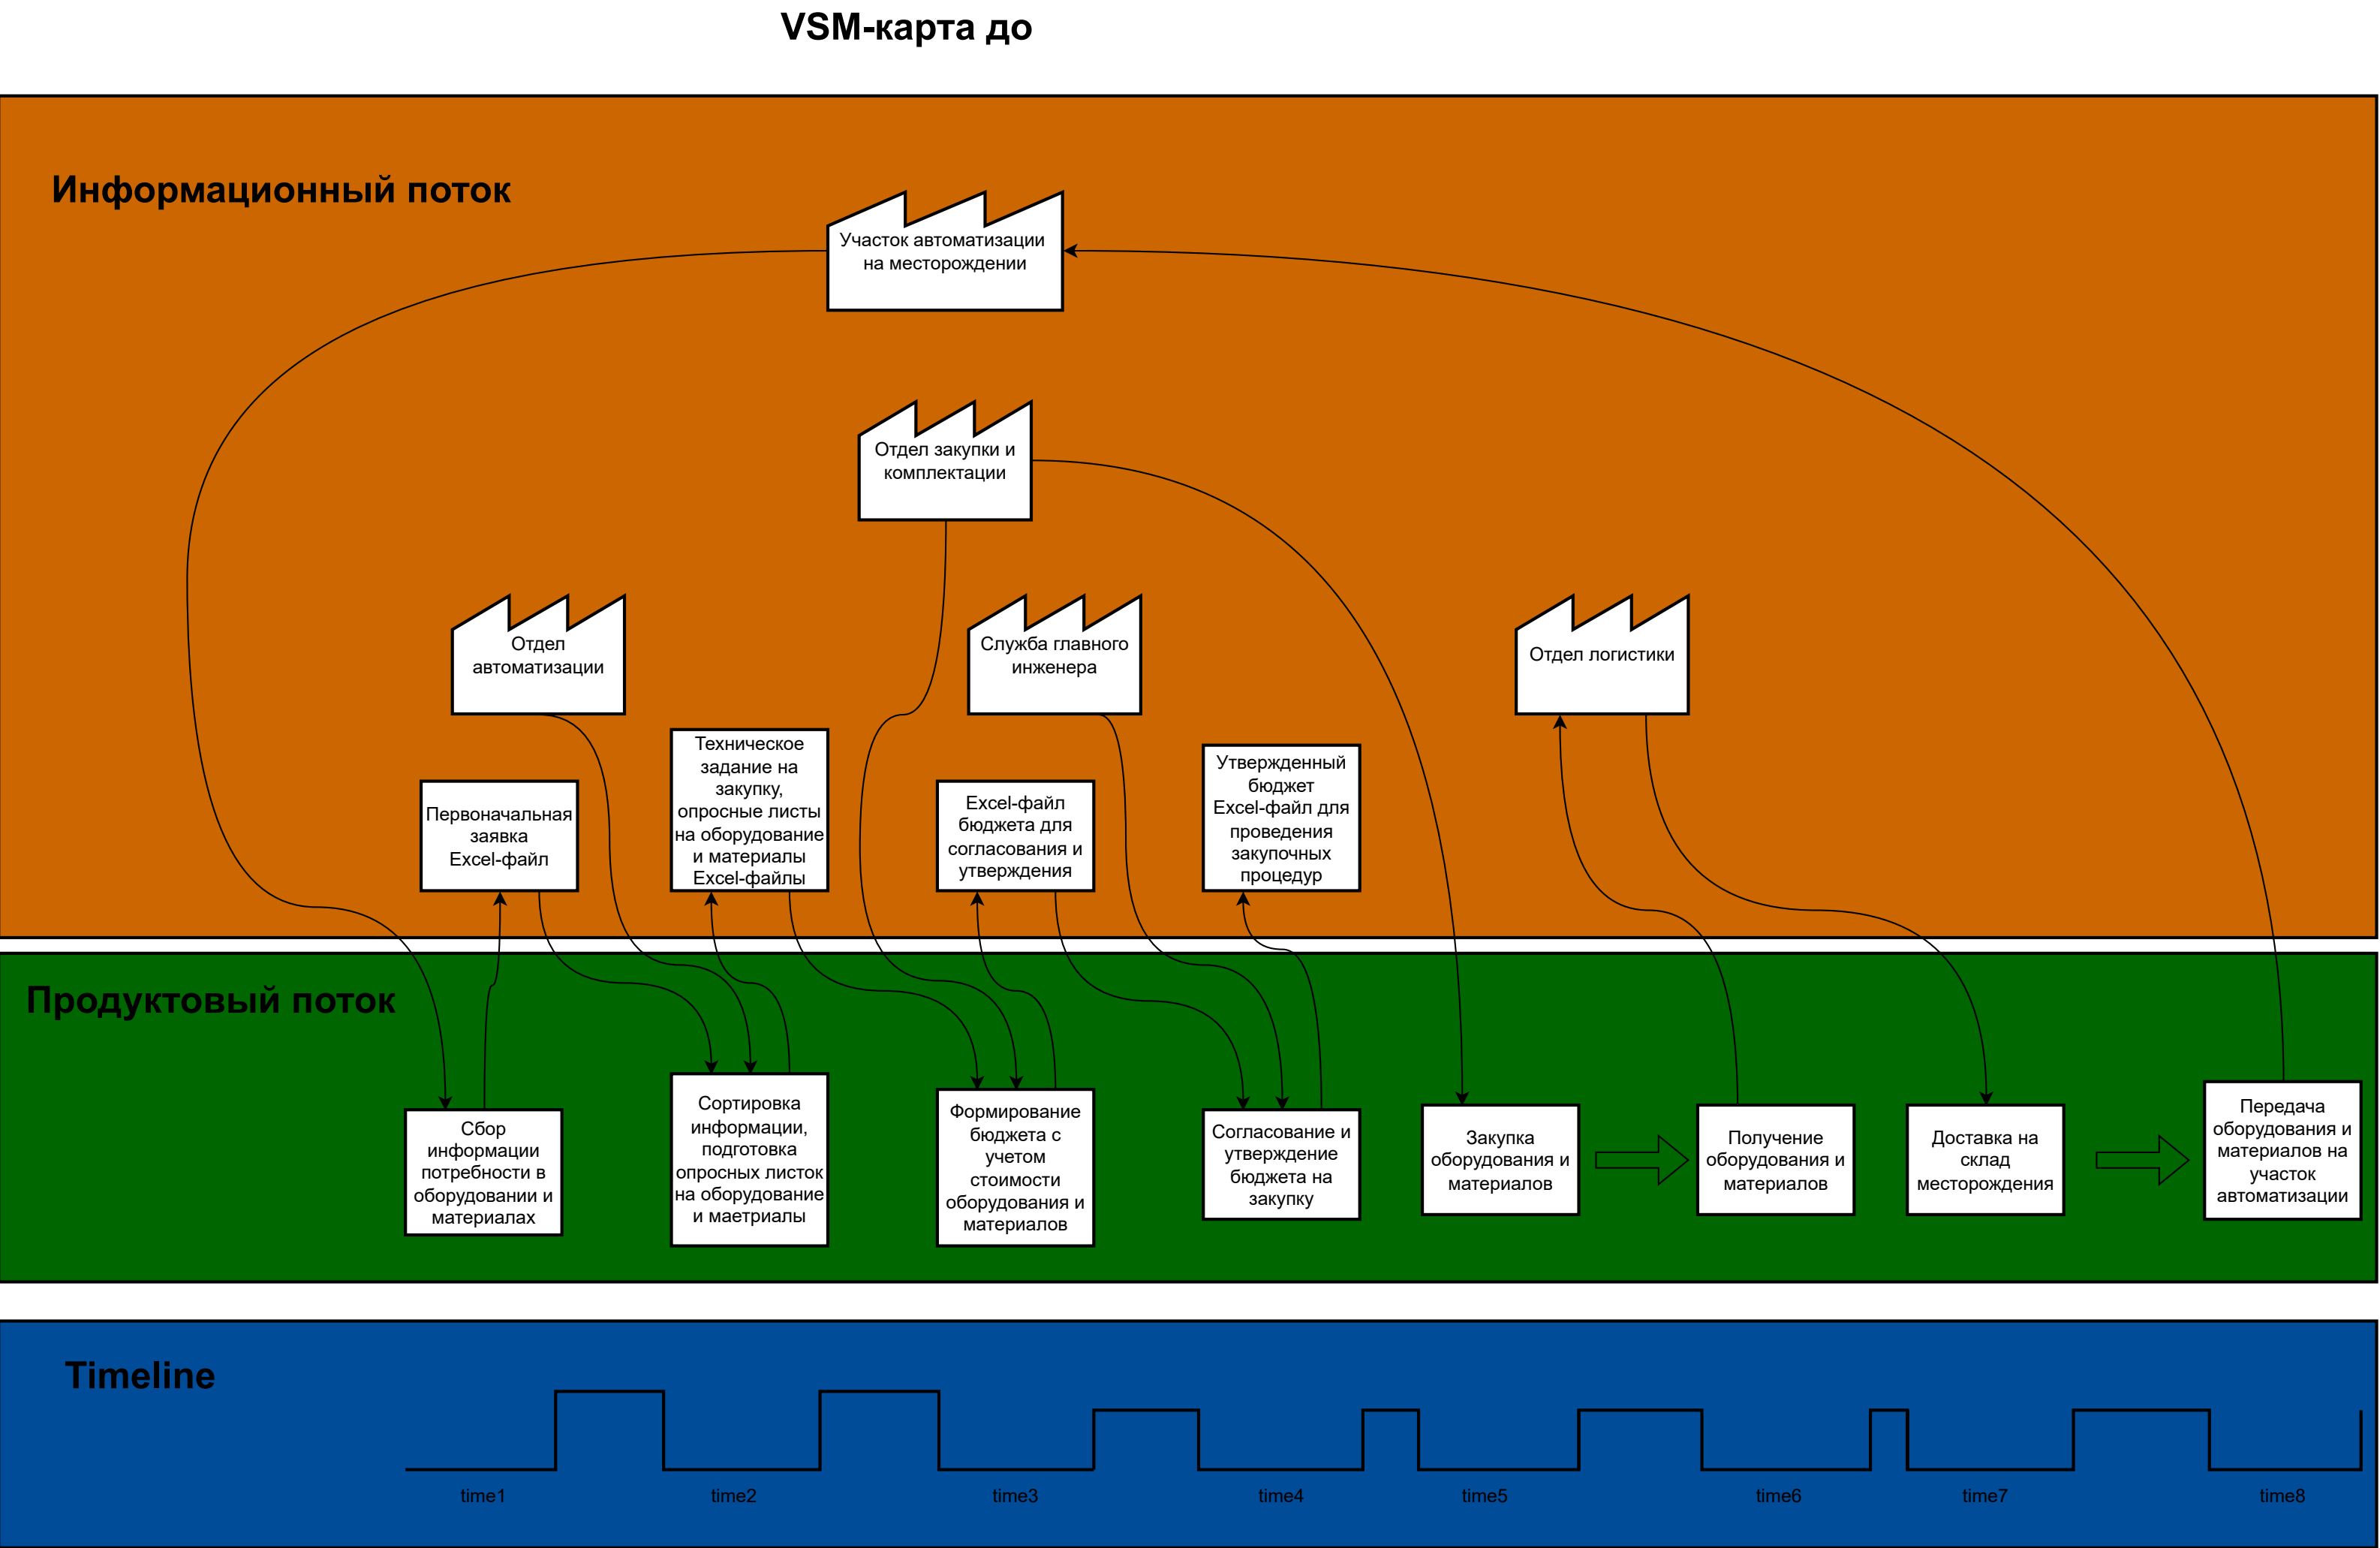 VSM-карта до
Информационный поток
Участок автоматизации
на месторождении
Отдел закупки и
комплектации
Отдел
автоматизации
Служба главного
инженера
Отдел логистики
Первоначальная
заявка
Excel-файл
Техническое
задание на
закупку,
опросные листы
на оборудование
и материалы
Excel-файлы
Excel-файл
бюджета для
согласования и
утверждения
Утвержденный
бюджет
Excel-файл для
проведения
закупочных
процедур
Продуктовый поток
Сбор
информации
потребности в
оборудовании и
материалах
Сортировка
информации,
подготовка
опросных листок
на оборудование
и маетриалы
Формирование
бюджета с
учетом
стоимости
оборудования и
материалов
Согласование и
утверждение
бюджета на
закупку
Закупка
оборудования и
материалов
Получение
оборудования и
материалов
Доставка на
склад
месторождения
Передача
оборудования и
материалов на
участок
автоматизации
Timeline
time1
time2
time3
time4
time5
time6
time7
time8